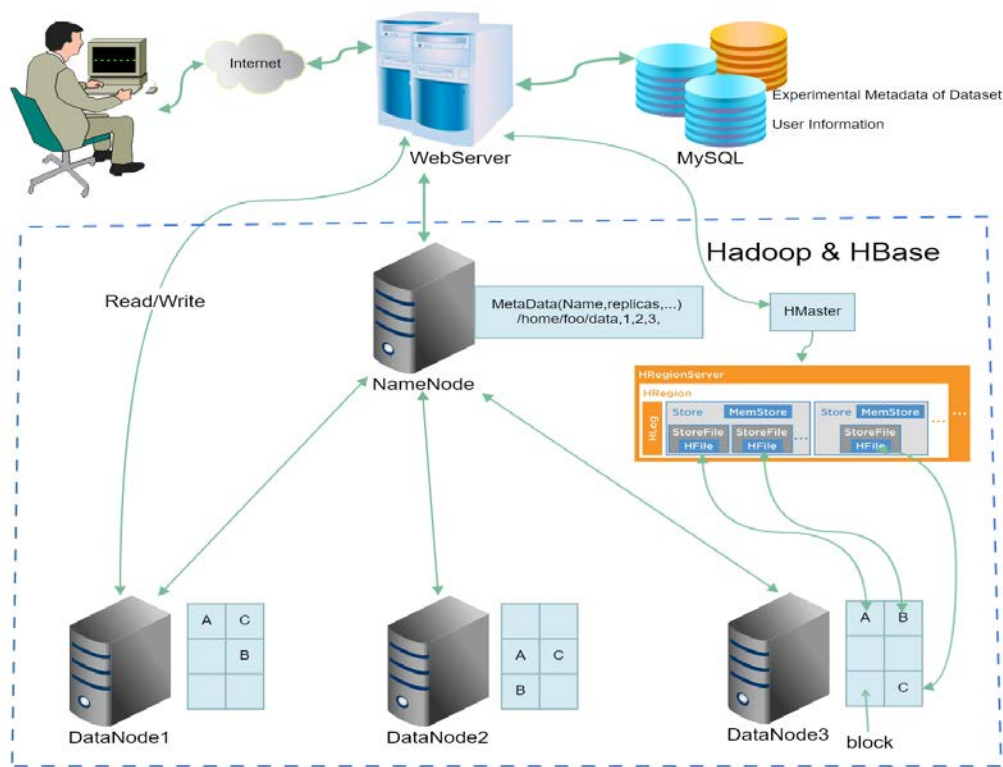 Internet
Experimental Metadata of Dataset
User Information
WebServer
MySQL
Hadoop & HBase
Read/Write
MetaData(Name,replicas,...)
/home/foo/data,1,2,3,
HMaster
NameNode
HRegionServer
HRegion
HLog
Store MemStore
StoreFile StoreFile ...
HFile HFile
Store MemStore
StoreFile
HFile
...
...
A C
B
DataNode1
A C
B
DataNode2
A B
C
DataNode3
block